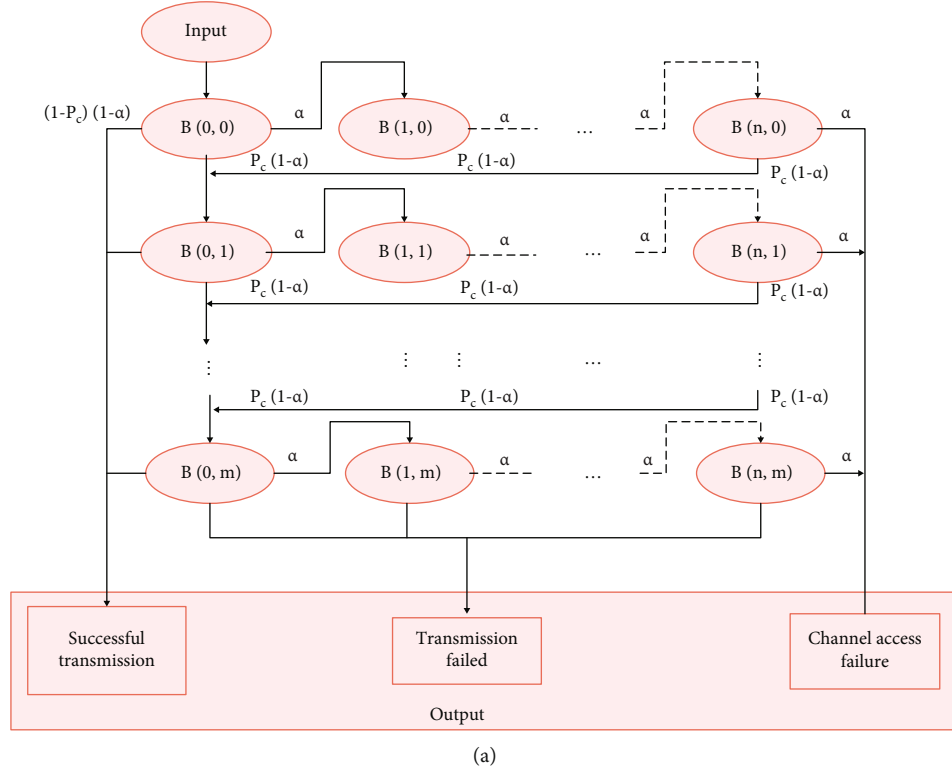 Input
(1-P_c) (1-α)
B (0, 0) α B (1, 0) α ... α B (n, 0) α
P_c (1-α) P_c (1-α) P_c (1-α)
B (0, 1) α B (1, 1) α ... α B (n, 1) α
P_c (1-α) P_c (1-α) P_c (1-α)
⋮ ⋮ ⋮ ... ⋮
P_c (1-α) P_c (1-α) P_c (1-α)
B (0, m) α B (1, m) α ... α B (n, m) α
Successful
transmission
Transmission
failed
Channel access
failure
Output
(a)